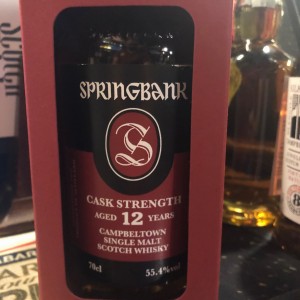 SPRINGBANK
S
CASK STRENGTH
AGED 12 YEARS
CAMPBELTOWN
SINGLE MALT
SCOTCH WHISKY
70cl 55.4%vol